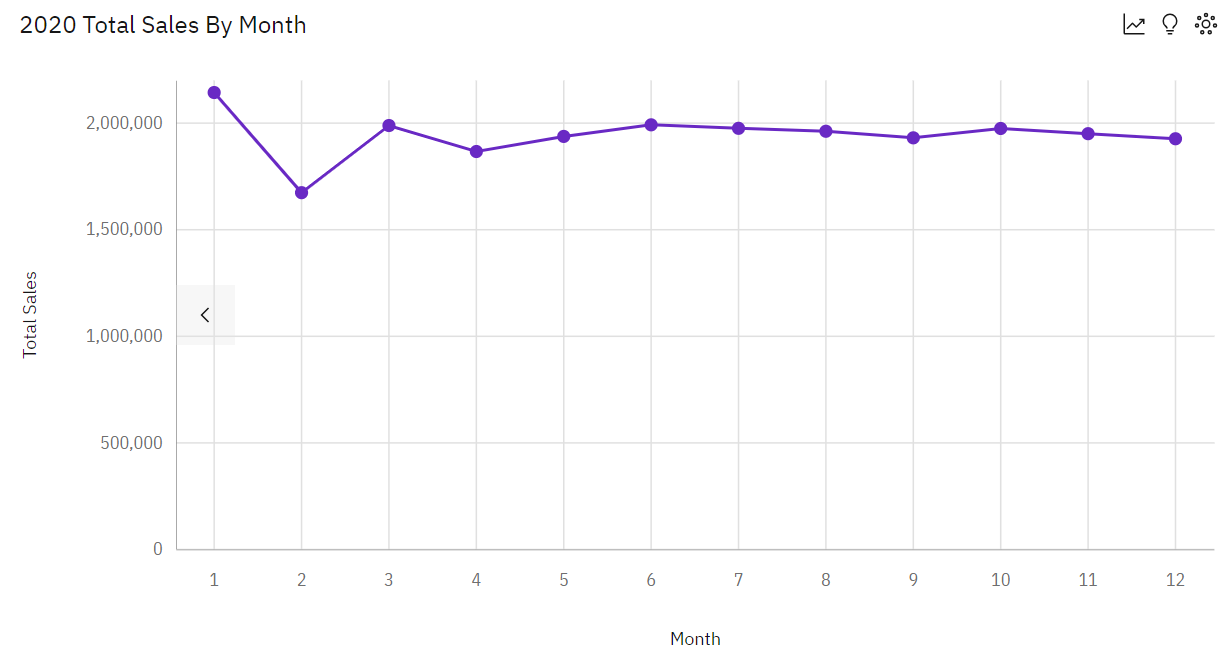 2020 Total Sales By Month
Total Sales
2,000,000
1,500,000
1,000,000
500,000
0
1 2 3 4 5 6 7 8 9 10 11 12
Month